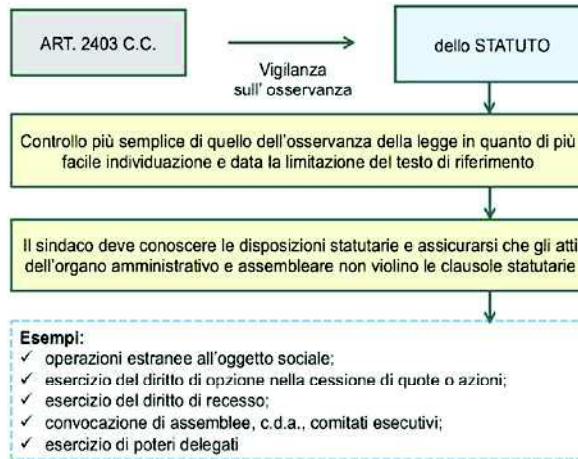 ART. 2403 C.C.
Vigilanza
sull' osservanza
dello STATUTO
Controllo più semplice di quello dell'osservanza della legge in quanto di più
facile individuazione e data la limitazione del testo di riferimento
Il sindaco deve conoscere le disposizioni statutarie e assicurarsi che gli atti
dell'organo amministrativo e assembleare non violino le clausole statutarie
Esempi:
✓ operazioni estranee all'oggetto sociale;
✓ esercizio del diritto di opzione nella cessione di quote o azioni;
✓ esercizio del diritto di recesso;
✓ convocazione di assemblee, c.d.a., comitati esecutivi;
✓ esercizio di poteri delegati